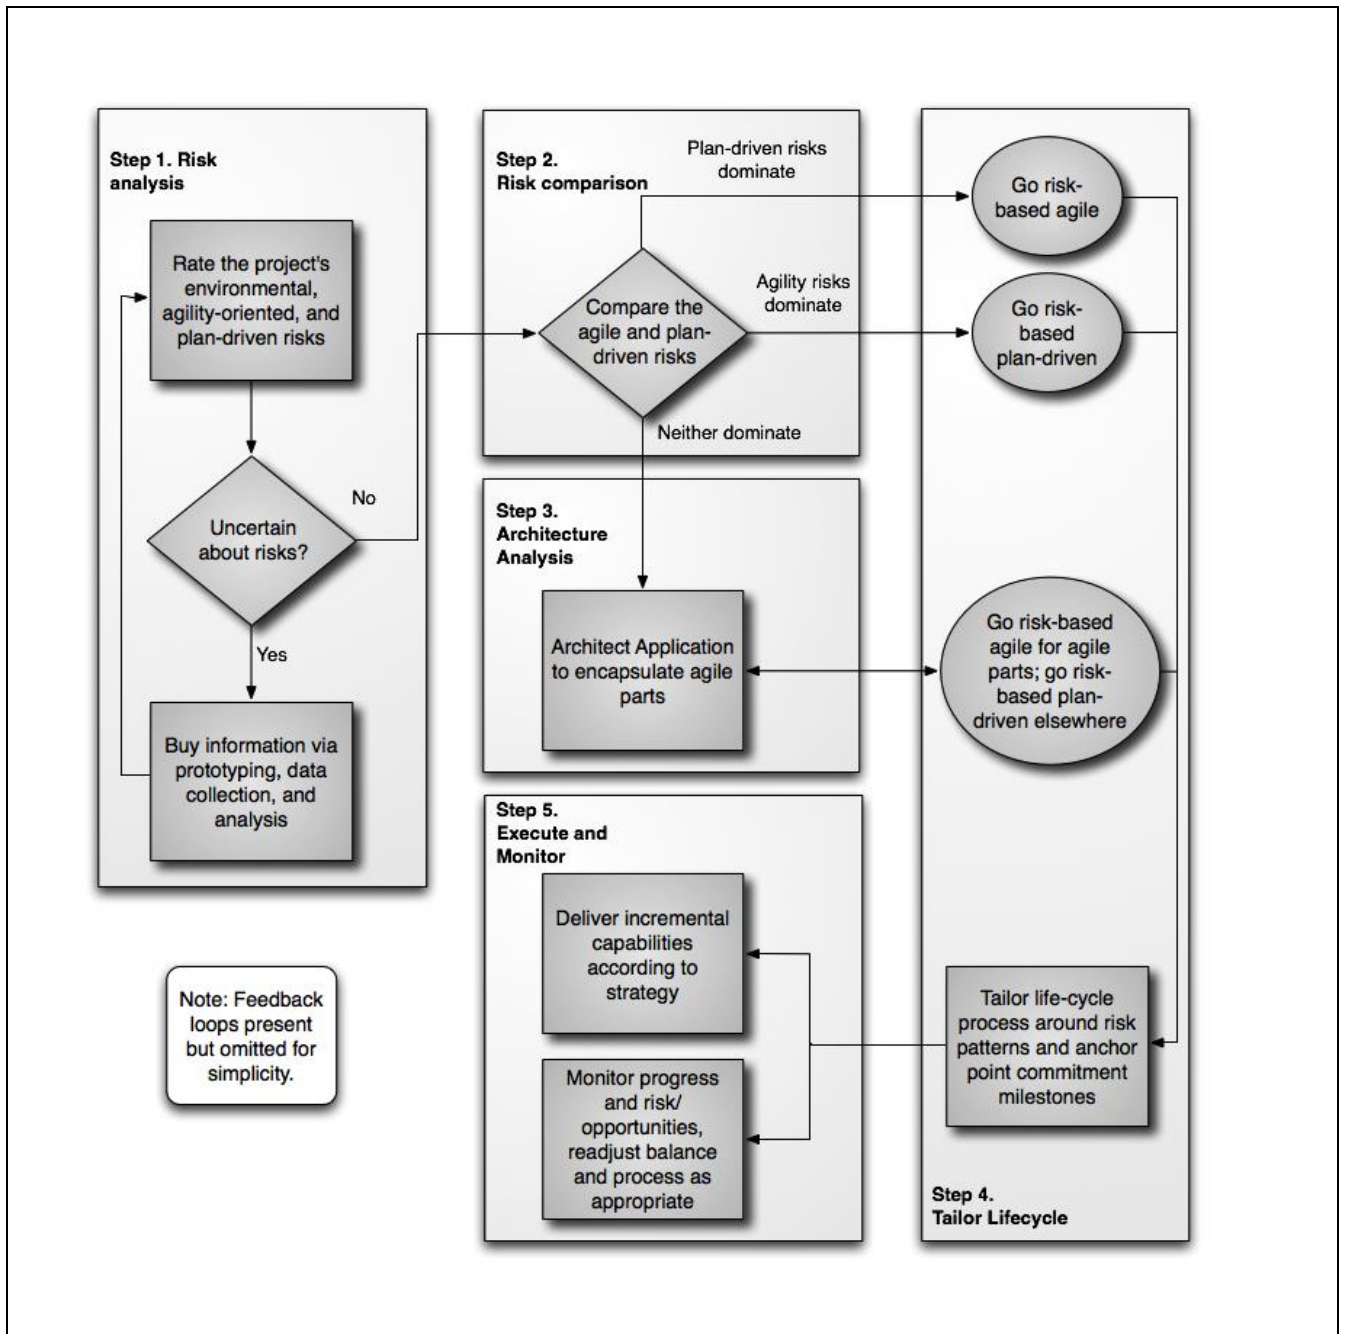 Step 1. Risk
analysis
Rate the project's
environmental,
agility-oriented, and
plan-driven risks
Uncertain
about risks?
No
Yes
Buy information via
prototyping, data
collection, and
analysis
Note: Feedback
loops present
but omitted for
simplicity.
Step 2.
Risk comparison
Plan-driven risks
dominate
Compare the
agile and plan-
driven risks
Agility risks
dominate
Neither dominate
Step 3.
Architecture
Analysis
Architect Application
to encapsulate agile
parts
Go risk-
based agile
Go risk-
based
plan-driven
Go risk-based
agile for agile
parts; go risk-
based plan-
driven elsewhere
Tailor life-cycle
process around risk
patterns and anchor
point commitment
milestones
Step 4.
Tailor Lifecycle
Step 5.
Execute and
Monitor
Deliver incremental
capabilities
according to
strategy
Monitor progress
and risk/
opportunities,
readjust balance
and process as
appropriate